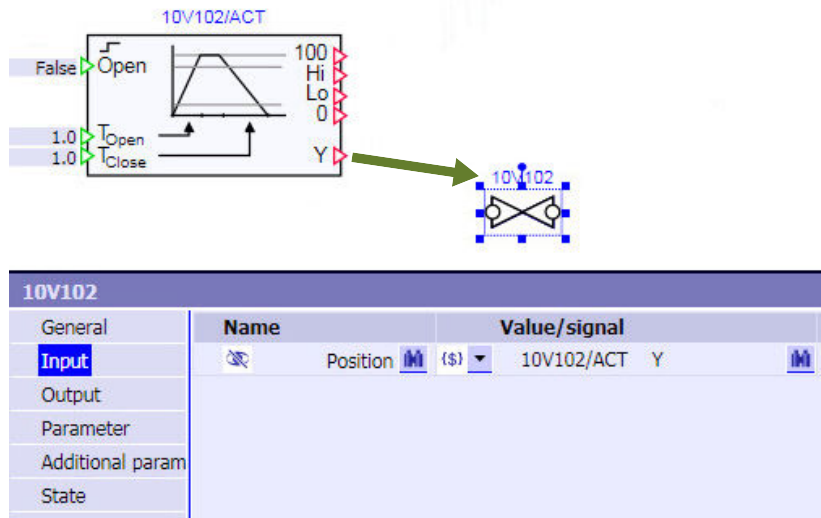 10V102/ACT
False Open 100
Hi
Lo
0
1.0 TOpen
1.0 TClose Y
10V102
10V102
General Name Value/signal
Input Position {$} 10V102/ACT Y
Output
Parameter
Additional param
State